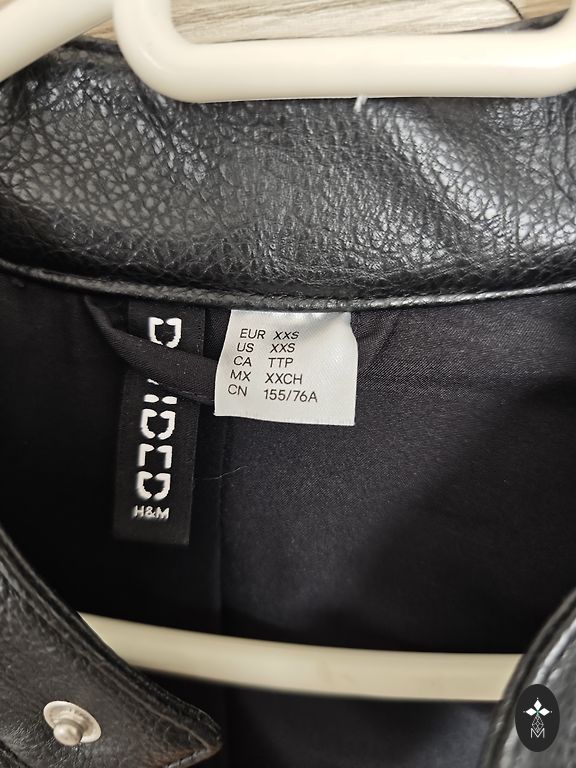 EUR XXS
US XXS
CA TTP
MX XXCH
CN 155/76A
H&M
M